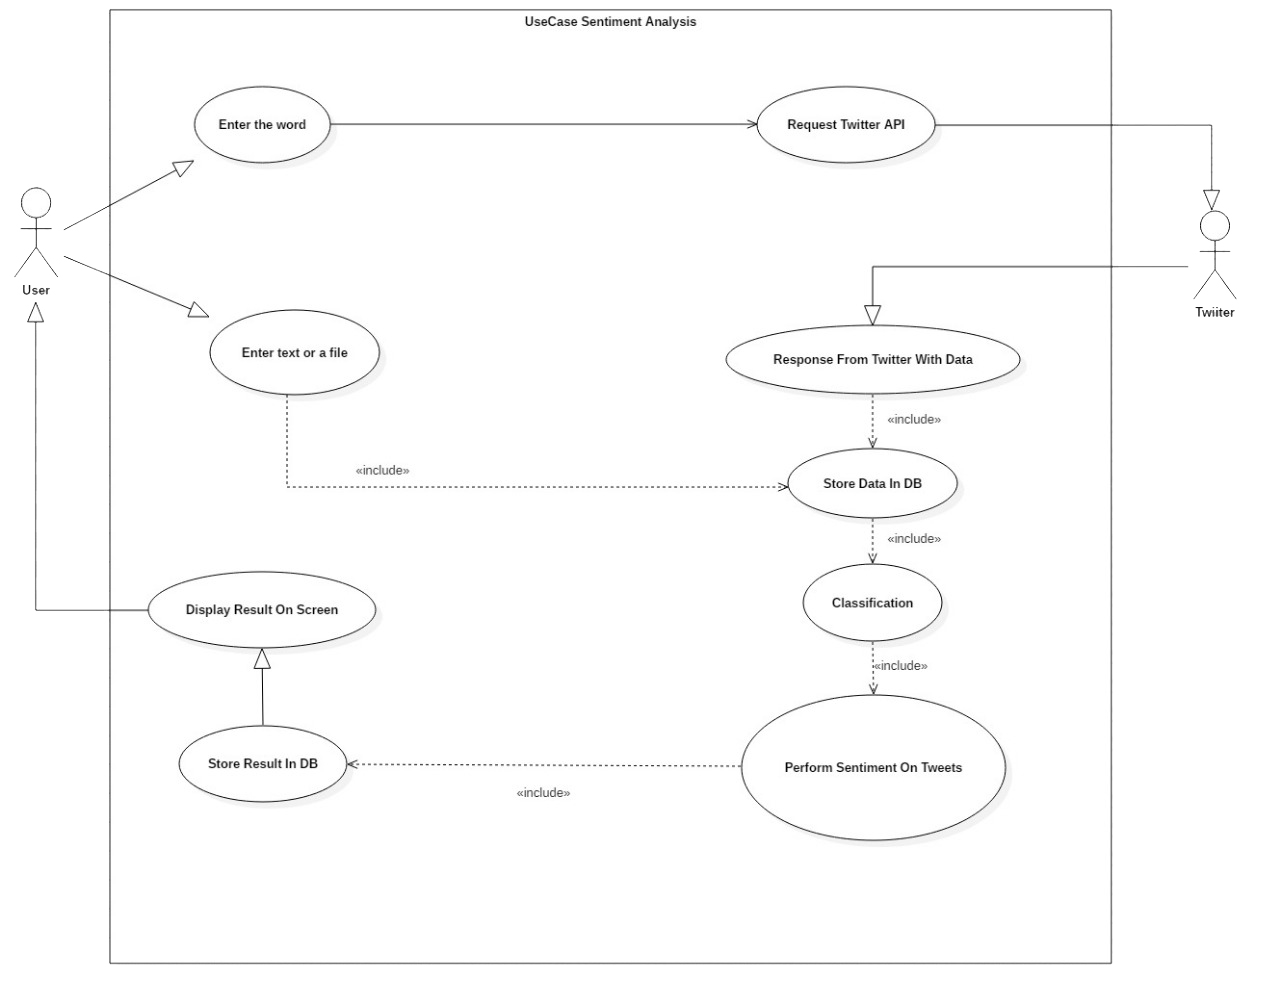 UseCase Sentiment Analysis
Enter the word
Request Twitter API
User
Twiiter
Enter text or a file
Response From Twitter With Data
«include»
«include»
Store Data In DB
«include»
Display Result On Screen
Classification
«include»
Store Result In DB
Perform Sentiment On Tweets
«include»